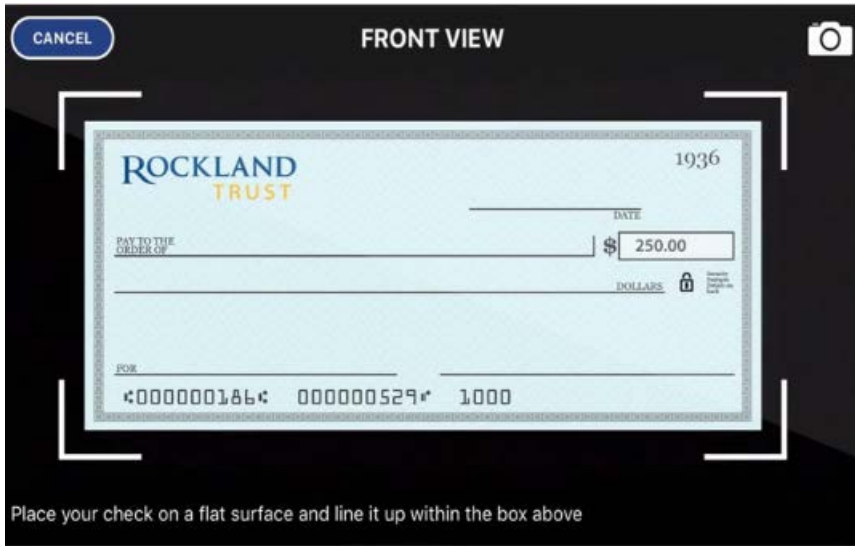 CANCEL
FRONT VIEW
ROCKLAND
TRUST
1936
DATE
PAY TO THE
ORDER OF
$ 250.00
DOLLARS
FOR
⑆000000186⑆ 000000529⑈ 1000
Place your check on a flat surface and line it up within the box above